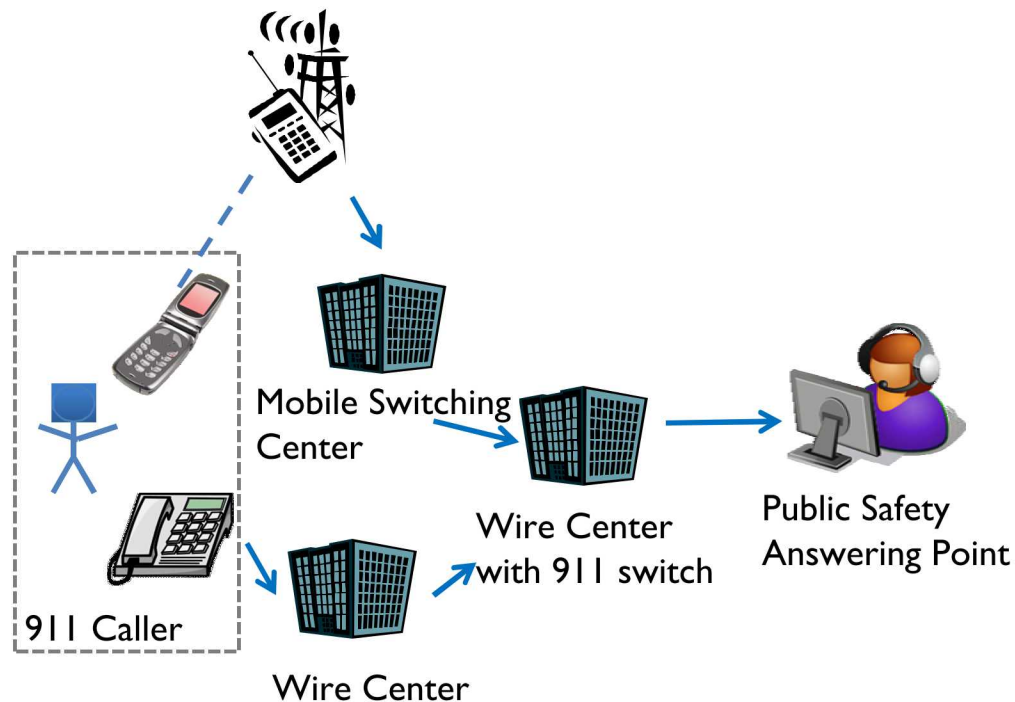 Mobile Switching
Center
Wire Center
with 911 switch
Public Safety
Answering Point
911 Caller
Wire Center